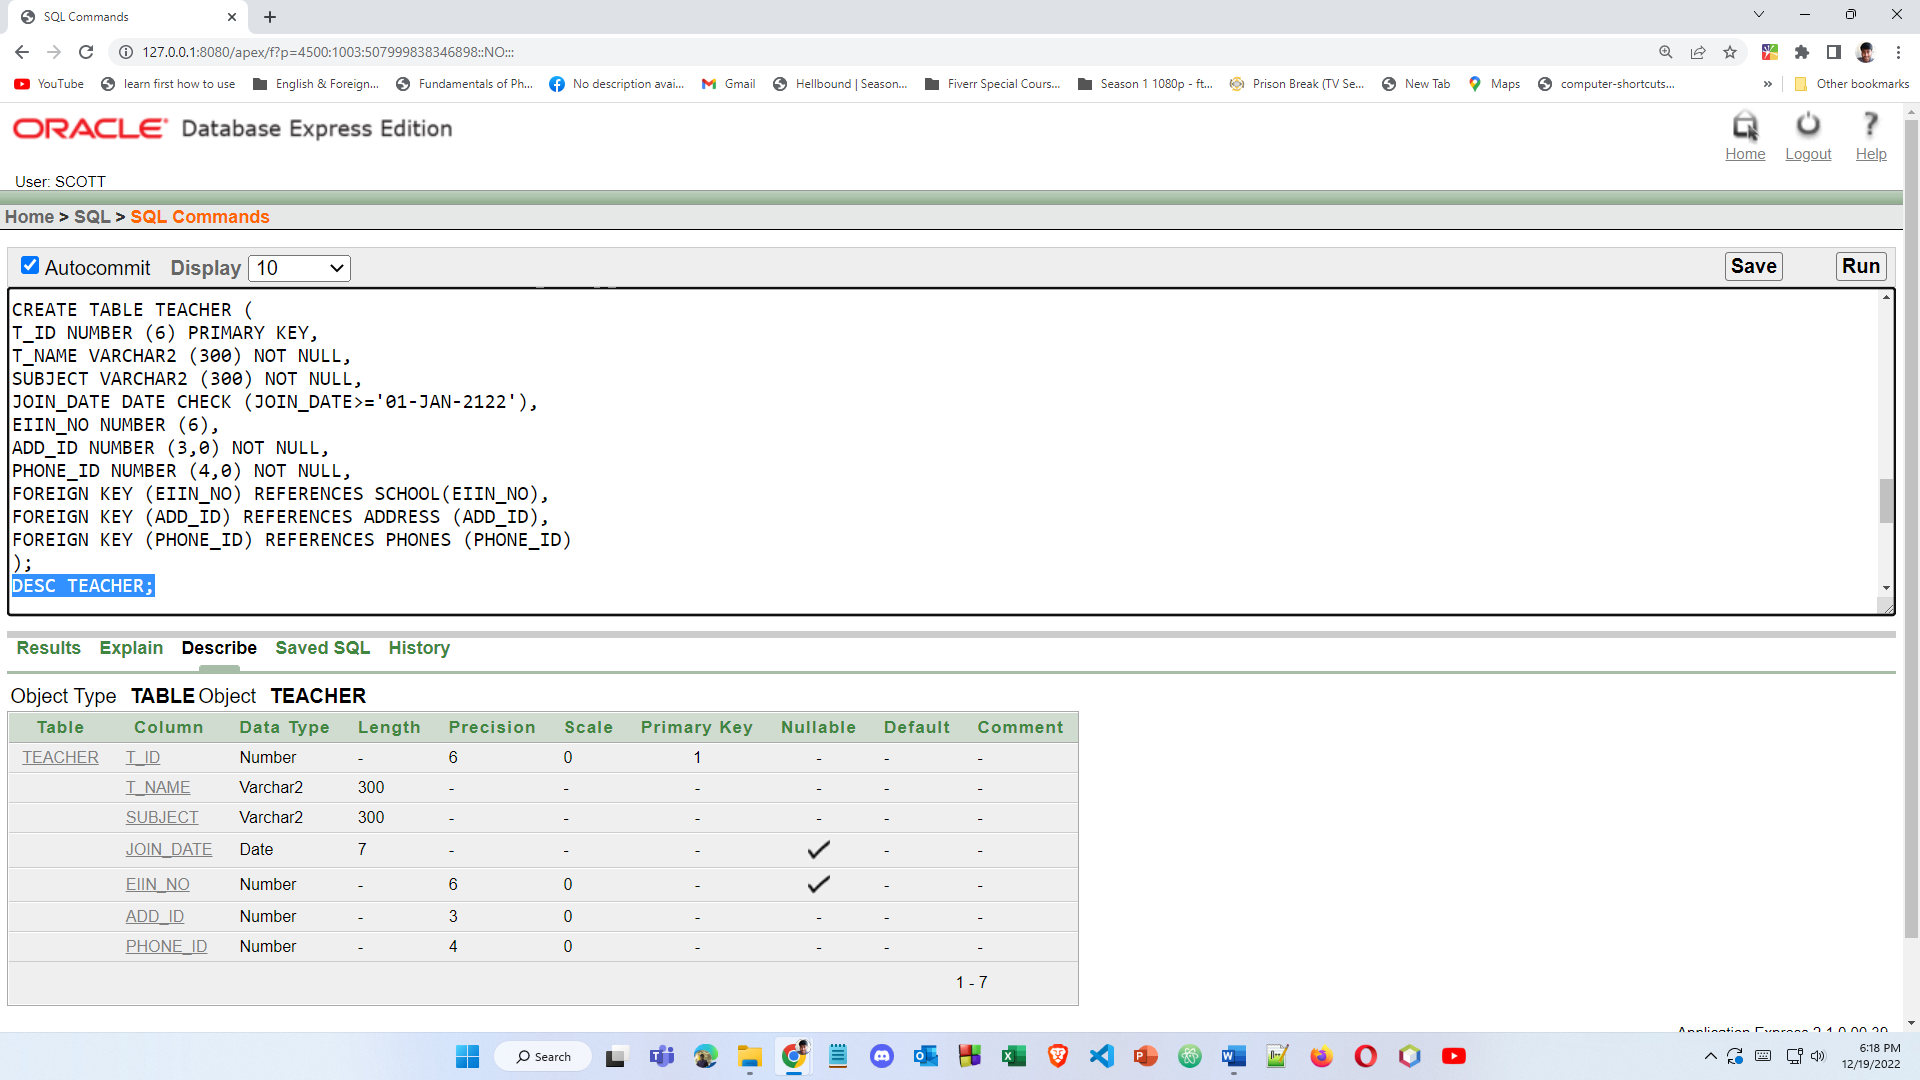 SQL Commands
127.0.0.1:8080/apex/f?p=4500:1003:507999838346898::NO:::
YouTube learn first how to use English & Foreign... Fundamentals of Ph... No description avai... Gmail Hellbound | Season... Fiverr Special Cours... Season 1 1080p - ft... Prison Break (TV Se... New Tab Maps computer-shortcuts... » Other bookmarks
ORACLE Database Express Edition
Home Logout Help
User: SCOTT
Home > SQL > SQL Commands
Autocommit Display 10 Save Run
CREATE TABLE TEACHER (
T_ID NUMBER (6) PRIMARY KEY,
T_NAME VARCHAR2 (300) NOT NULL,
SUBJECT VARCHAR2 (300) NOT NULL,
JOIN_DATE DATE CHECK (JOIN_DATE>='01-JAN-2122'),
EIIN_NO NUMBER (6),
ADD_ID NUMBER (3,0) NOT NULL,
PHONE_ID NUMBER (4,0) NOT NULL,
FOREIGN KEY (EIIN_NO) REFERENCES SCHOOL(EIIN_NO),
FOREIGN KEY (ADD_ID) REFERENCES ADDRESS (ADD_ID),
FOREIGN KEY (PHONE_ID) REFERENCES PHONES (PHONE_ID)
);
DESC TEACHER;
Results Explain Describe Saved SQL History
Object Type TABLE Object TEACHER
Table Column Data Type Length Precision Scale Primary Key Nullable Default Comment
TEACHER T_ID Number - 6 0 1 - - -
T_NAME Varchar2 300 - - - - - -
SUBJECT Varchar2 300 - - - - - -
JOIN_DATE Date 7 - - - - -
EIIN_NO Number - 6 0 - - -
ADD_ID Number - 3 0 - - - -
PHONE_ID Number - 4 0 - - - -
1 - 7
Application Express 2.1.0.00.39
Search
6:18 PM
12/19/2022